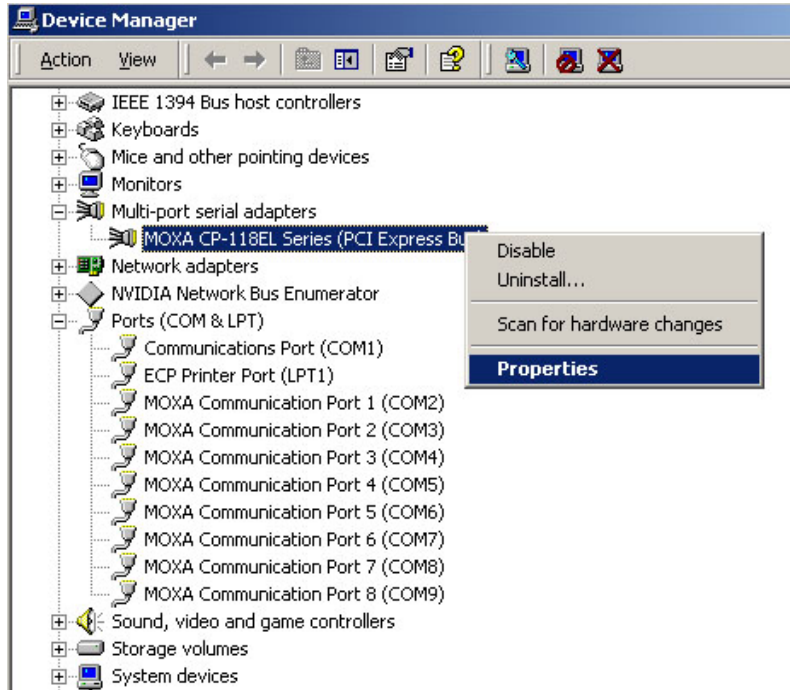 Device Manager
Action View
IEEE 1394 Bus host controllers
Keyboards
Mice and other pointing devices
Monitors
Multi-port serial adapters
MOXA CP-118EL Series (PCI Express Bu
Disable
Uninstall...
Scan for hardware changes
Properties
Network adapters
NVIDIA Network Bus Enumerator
Ports (COM & LPT)
Communications Port (COM1)
ECP Printer Port (LPT1)
MOXA Communication Port 1 (COM2)
MOXA Communication Port 2 (COM3)
MOXA Communication Port 3 (COM4)
MOXA Communication Port 4 (COM5)
MOXA Communication Port 5 (COM6)
MOXA Communication Port 6 (COM7)
MOXA Communication Port 7 (COM8)
MOXA Communication Port 8 (COM9)
Sound, video and game controllers
Storage volumes
System devices